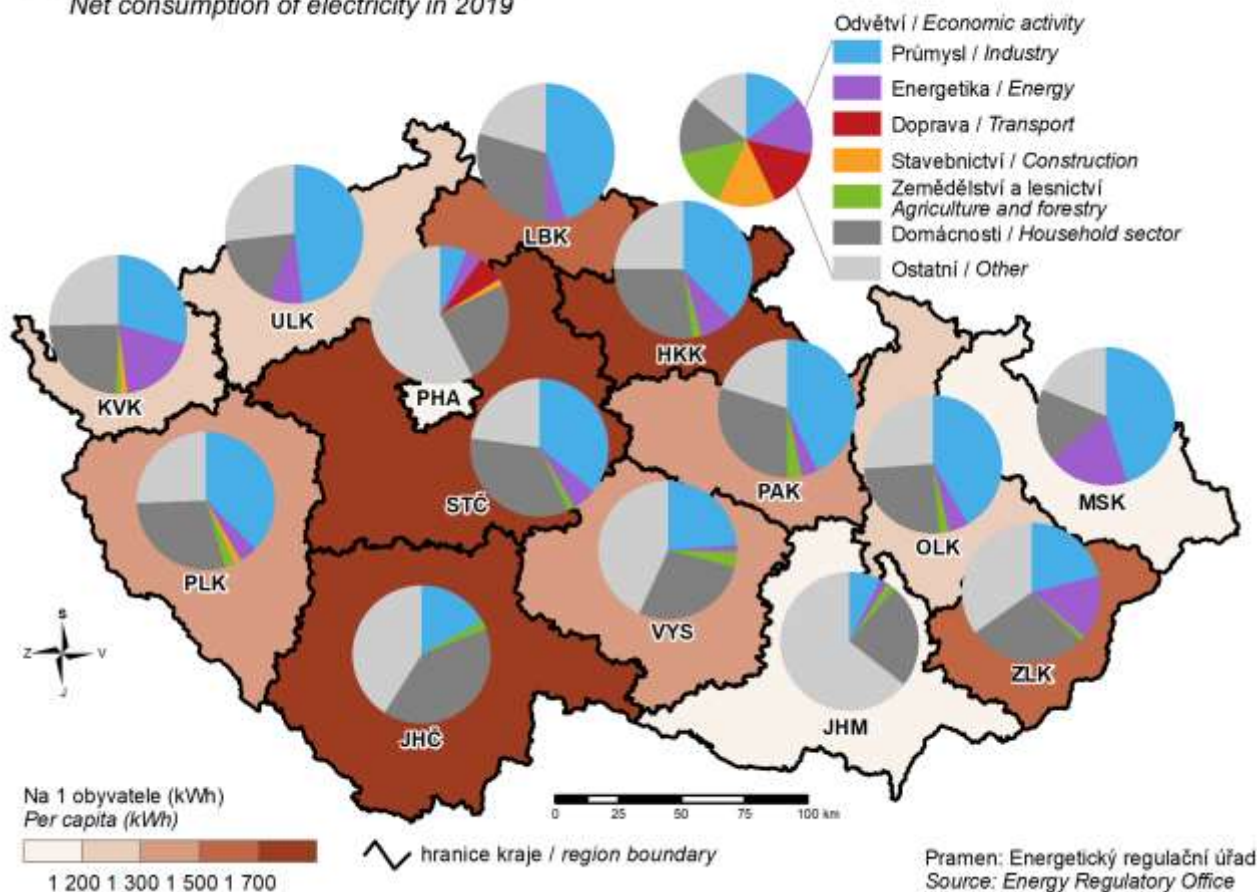 Net consumption of electricity in 2019
Odvětví / Economic activity
Průmysl / Industry
Energetika / Energy
Doprava / Transport
Stavebnictví / Construction
Zemědělství a lesnictví
Agriculture and forestry
Domácnosti / Household sector
Ostatní / Other
LBK
ULK
HKK
KVK
PHA
PAK
MSK
STČ
OLK
PLK
VYS
ZLK
JHČ
JHM
S
Z V
J
Na 1 obyvatele (kWh)
Per capita (kWh)
1 200 1 300 1 500 1 700
hranice kraje / region boundary
0 25 50 75 100 km
Pramen: Energetický regulační úřad
Source: Energy Regulatory Office